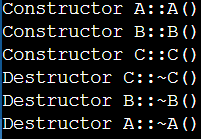 Constructor A::A()
Constructor B::B()
Constructor C::C()
Destructor C::~C()
Destructor B::~B()
Destructor A::~A()